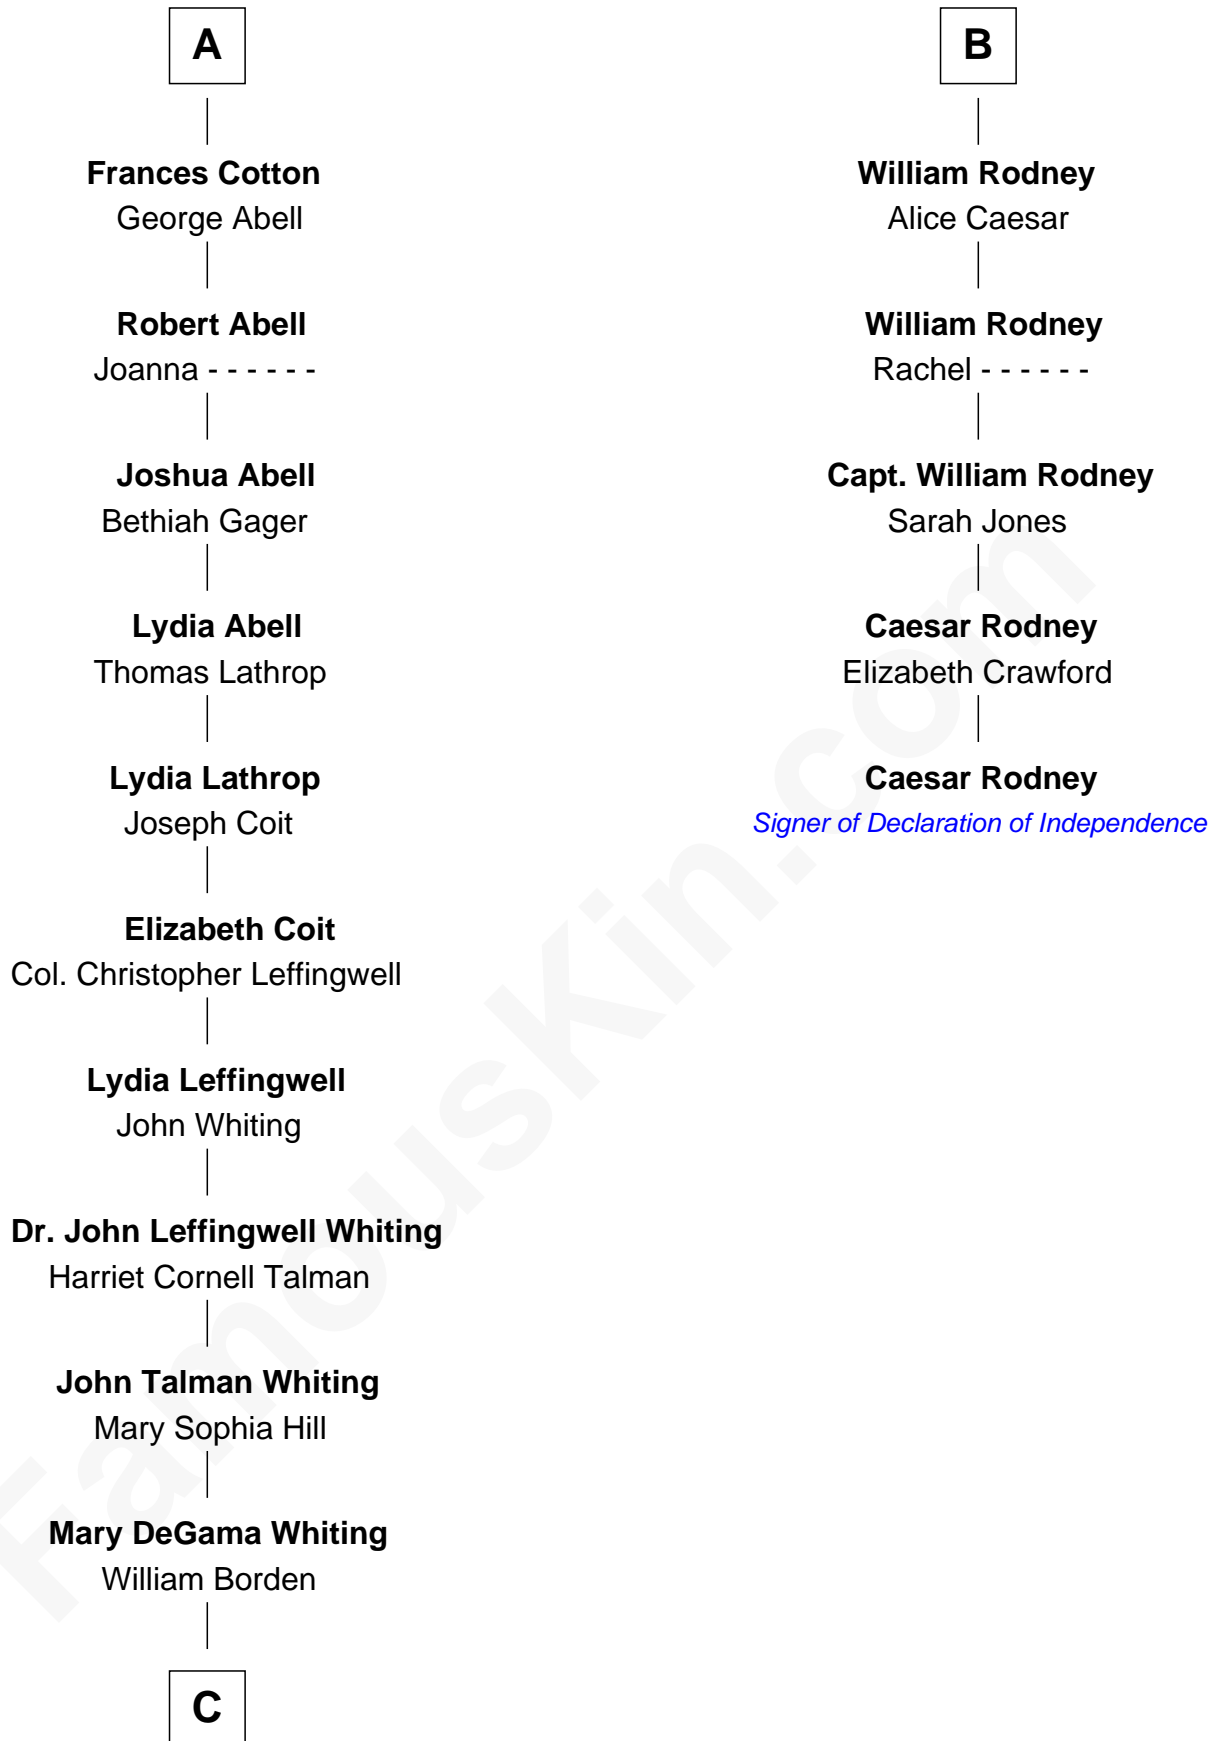 A
Frances Cotton
George Abell
Robert Abell
Joanna - - - - - -
Joshua Abell
Bethiah Gager
Lydia Abell
Thomas Lathrop
Lydia Lathrop
Joseph Coit
Elizabeth Coit
Col. Christopher Leffingwell
Lydia Leffingwell
John Whiting
Dr. John Leffingwell Whiting
Harriet Cornell Talman
John Talman Whiting
Mary Sophia Hill
Mary DeGama Whiting
William Borden
C
B
William Rodney
Alice Caesar
William Rodney
Rachel - - - - - -
Capt. William Rodney
Sarah Jones
Caesar Rodney
Elizabeth Crawford
Caesar Rodney
Signer of Declaration of Independence
FamousKin.com